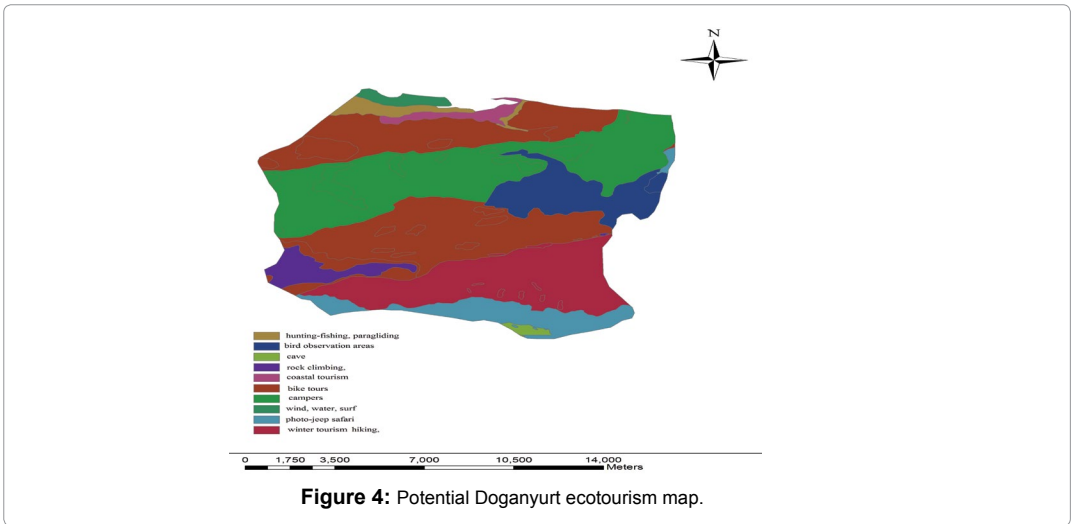 N
hunting-fishing, paragliding
bird observation areas
cave
rock climbing,
coastal tourism
bike tours
campers
wind, water, surf
photo-jeep safari
winter tourism hiking,
0 1,750 3,500 7,000 10,500 14,000
Meters
Figure 4: Potential Doganyurt ecotourism map.